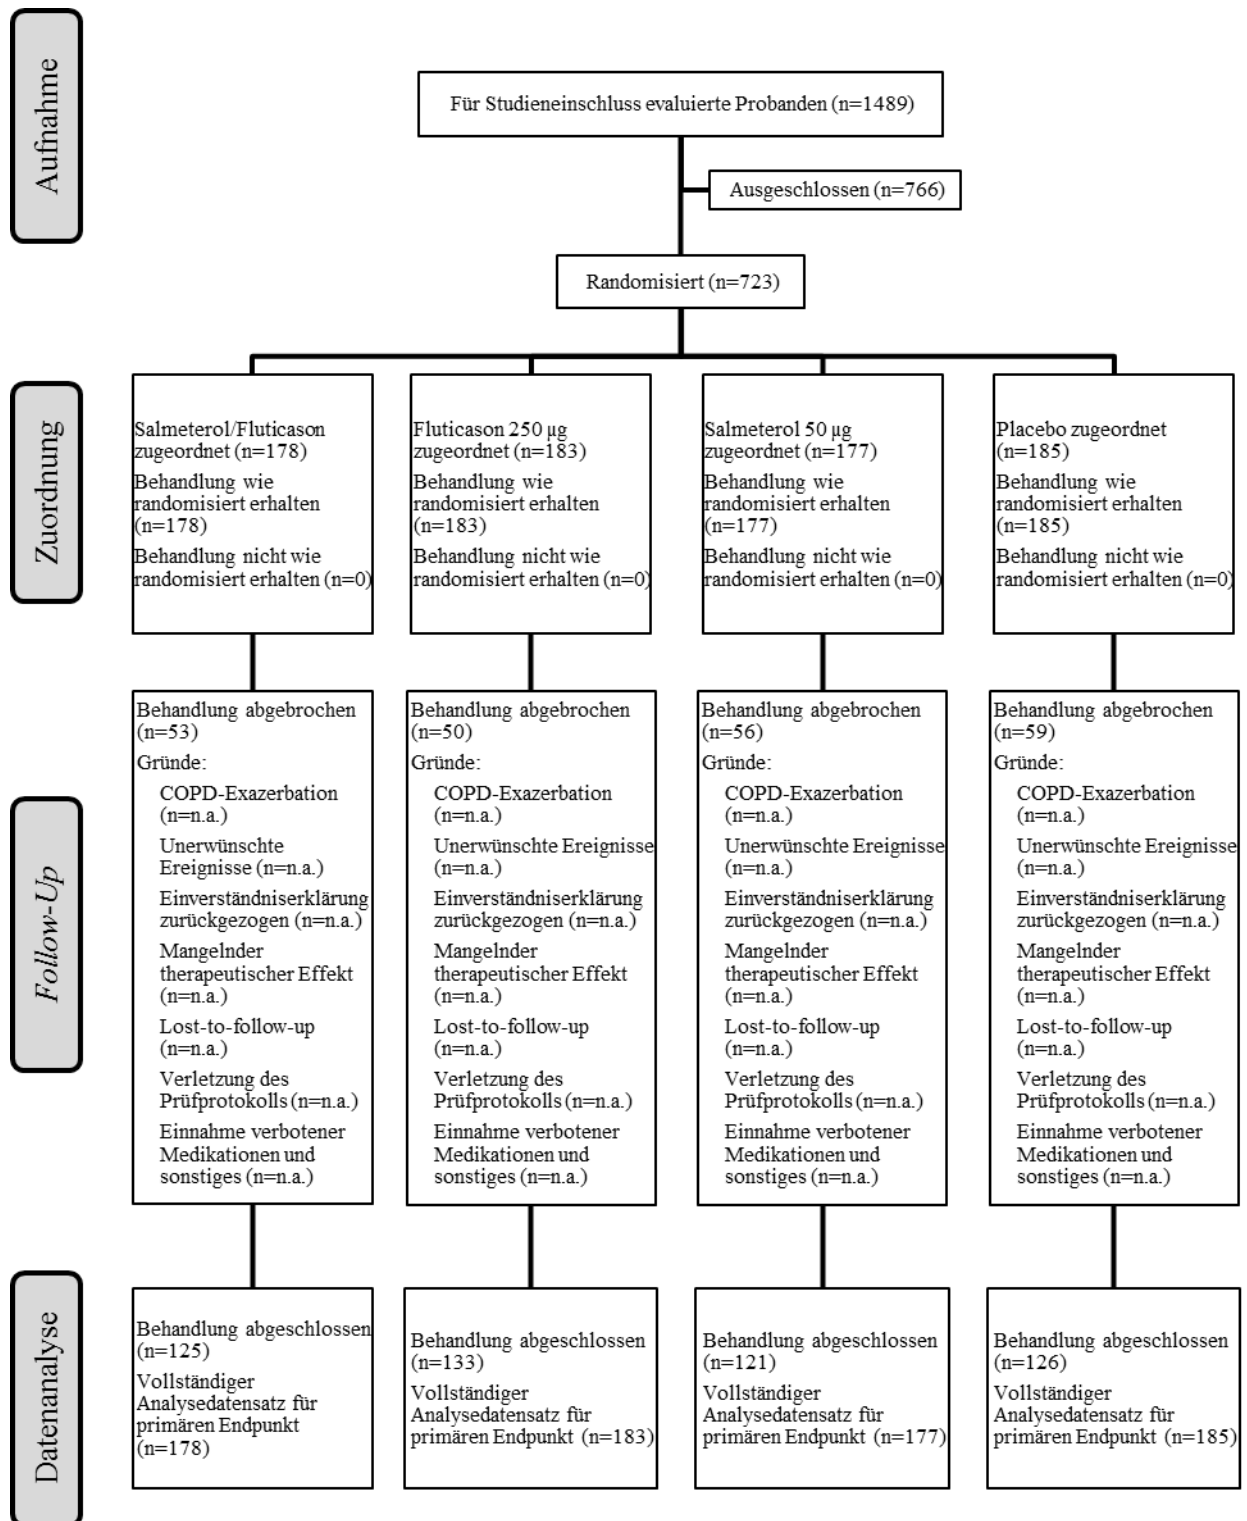 Aufnahme
Für Studieneinschluss evaluierte Probanden (n=1489)
Ausgeschlossen (n=766)
Randomisiert (n=723)
Zuordnung
Salmeterol/Fluticason
zugeordnet (n=178)
Behandlung wie
randomisiert erhalten
(n=178)
Behandlung nicht wie
randomisiert erhalten (n=0)
Fluticason 250 µg
zugeordnet (n=183)
Behandlung wie
randomisiert erhalten
(n=183)
Behandlung nicht wie
randomisiert erhalten (n=0)
Salmeterol 50 µg
zugeordnet (n=177)
Behandlung wie
randomisiert erhalten
(n=177)
Behandlung nicht wie
randomisiert erhalten (n=0)
Placebo zugeordnet
(n=185)
Behandlung wie
randomisiert erhalten
(n=185)
Behandlung nicht wie
randomisiert erhalten (n=0)
Follow-Up
Behandlung abgebrochen
(n=53)
Gründe:
COPD-Exazerbation
(n=n.a.)
Unerwünschte
Ereignisse (n=n.a.)
Einverständniserklärung
zurückgezogen (n=n.a.)
Mangelnder
therapeutischer Effekt
(n=n.a.)
Lost-to-follow-up
(n=n.a.)
Verletzung des
Prüfprotokolls (n=n.a.)
Einnahme verbotener
Medikationen und
sonstiges (n=n.a.)
Behandlung abgebrochen
(n=50)
Gründe:
COPD-Exazerbation
(n=n.a.)
Unerwünschte Ereignisse
(n=n.a.)
Einverständniserklärung
zurückgezogen (n=n.a.)
Mangelnder
therapeutischer Effekt
(n=n.a.)
Lost-to-follow-up
(n=n.a.)
Verletzung des
Prüfprotokolls (n=n.a.)
Einnahme verbotener
Medikationen und
sonstiges (n=n.a.)
Behandlung abgebrochen
(n=56)
Gründe:
COPD-Exazerbation
(n=n.a.)
Unerwünschte Ereignisse
(n=n.a.)
Einverständniserklärung
zurückgezogen (n=n.a.)
Mangelnder
therapeutischer Effekt
(n=n.a.)
Lost-to-follow-up
(n=n.a.)
Verletzung des
Prüfprotokolls (n=n.a.)
Einnahme verbotener
Medikationen und
sonstiges (n=n.a.)
Behandlung abgebrochen
(n=59)
Gründe:
COPD-Exazerbation
(n=n.a.)
Unerwünschte Ereignisse
(n=n.a.)
Einverständniserklärung
zurückgezogen (n=n.a.)
Mangelnder
therapeutischer Effekt
(n=n.a.)
Lost-to-follow-up
(n=n.a.)
Verletzung des
Prüfprotokolls (n=n.a.)
Einnahme verbotener
Medikationen und
sonstiges (n=n.a.)
Datenanalyse
Behandlung abgeschlossen
(n=125)
Vollständiger
Analysedatensatz für
primären Endpunkt
(n=178)
Behandlung abgeschlossen
(n=133)
Vollständiger
Analysedatensatz für
primären Endpunkt (n=183)
Behandlung abgeschlossen
(n=121)
Vollständiger
Analysedatensatz für
primären Endpunkt (n=177)
Behandlung abgeschlossen
(n=126)
Vollständiger
Analysedatensatz für
primären Endpunkt (n=185)